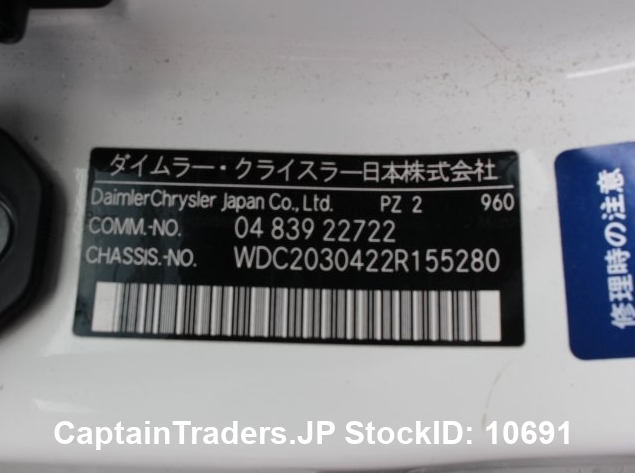 ダイムラー・クライスラー日本株式会社
DaimlerChrysler Japan Co., Ltd. PZ 2 960
COMM.-NO. 04 839 22722
CHASSIS.-NO. WDC2030422R155280
修理時の注意
CaptainTraders.JP StockID: 10691